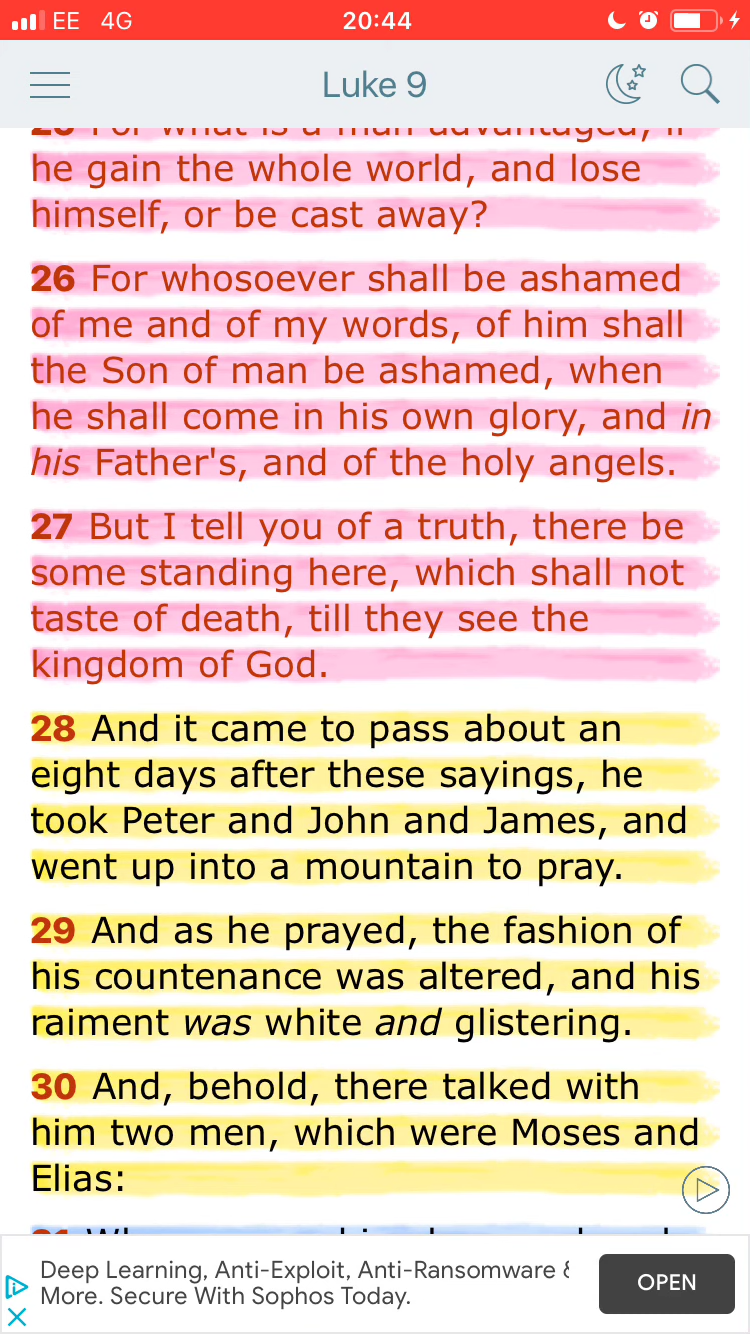 EE 4G 20:44
Luke 9
25 For what is a man advantaged, if
he gain the whole world, and lose
himself, or be cast away?
26 For whosoever shall be ashamed
of me and of my words, of him shall
the Son of man be ashamed, when
he shall come in his own glory, and in
his Father's, and of the holy angels.
27 But I tell you of a truth, there be
some standing here, which shall not
taste of death, till they see the
kingdom of God.
28 And it came to pass about an
eight days after these sayings, he
took Peter and John and James, and
went up into a mountain to pray.
29 And as he prayed, the fashion of
his countenance was altered, and his
raiment was white and glistering.
30 And, behold, there talked with
him two men, which were Moses and
Elias:
31
Deep Learning, Anti-Exploit, Anti-Ransomware &
More. Secure With Sophos Today.
OPEN